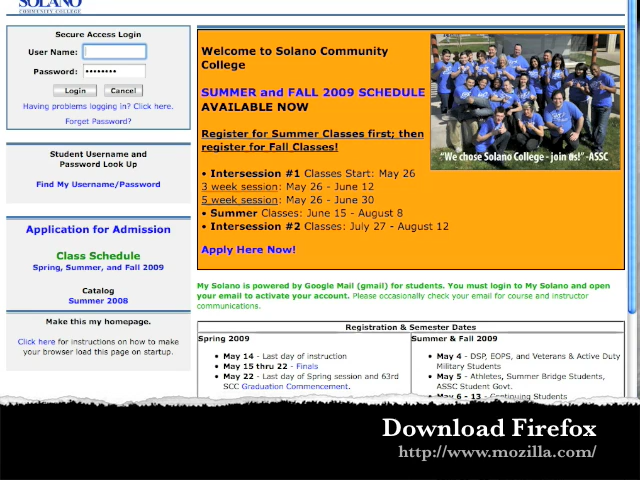 SOLANO
COMMUNITY COLLEGE
Secure Access Login
User Name:
Password: ••••••••
Login Cancel
Having problems logging in? Click here.
Forget Password?
Student Username and
Password Look Up
Find My Username/Password
Application for Admission
Class Schedule
Spring, Summer, and Fall 2009
Catalog
Summer 2008
Make this my homepage.
Click here for instructions on how to make
your browser load this page on startup.
Welcome to Solano Community
College
SUMMER and FALL 2009 SCHEDULE
AVAILABLE NOW
Register for Summer Classes first; then
register for Fall Classes!
• Intersession #1 Classes Start: May 26
3 week session: May 26 - June 12
5 week session: May 26 - June 30
• Summer Classes: June 15 - August 8
• Intersession #2 Classes: July 27 - August 12
Apply Here Now!
"We chose Solano College - join us!" -ASSC
My Solano is powered by Google Mail (gmail) for students. You must login to My Solano and open
your email to activate your account. Please occasionally check your email for course and instructor
communications.
Registration & Semester Dates
Spring 2009
• May 14 - Last day of instruction
• May 15 thru 22 - Finals
• May 22 - Last day of Spring session and 63rd
SCC Graduation Commencement.
Summer & Fall 2009
• May 4 - DSP, EOPS, and Veterans & Active Duty
Military Students
• May 5 - Athletes, Summer Bridge Students,
ASSC Student Govt.
• May 6 - 13 - Continuing Students
Download Firefox
http://www.mozilla.com/